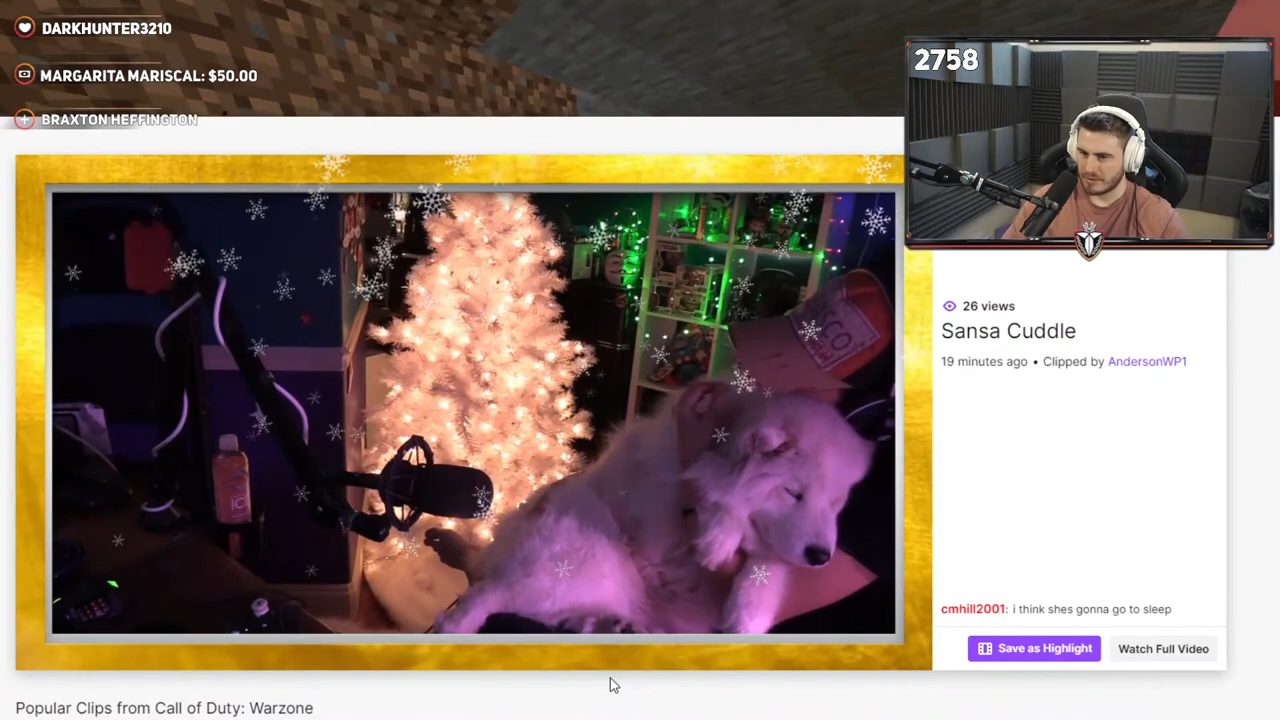 DARKHUNTER3210
MARGARITA MARISCAL: $50.00
BRAXTON HEFFINGTON
2758
26 views
Sansa Cuddle
19 minutes ago • Clipped by AndersonWP1
cmhill2001: i think shes gonna go to sleep
Save as Highlight
Watch Full Video
Popular Clips from Call of Duty: Warzone